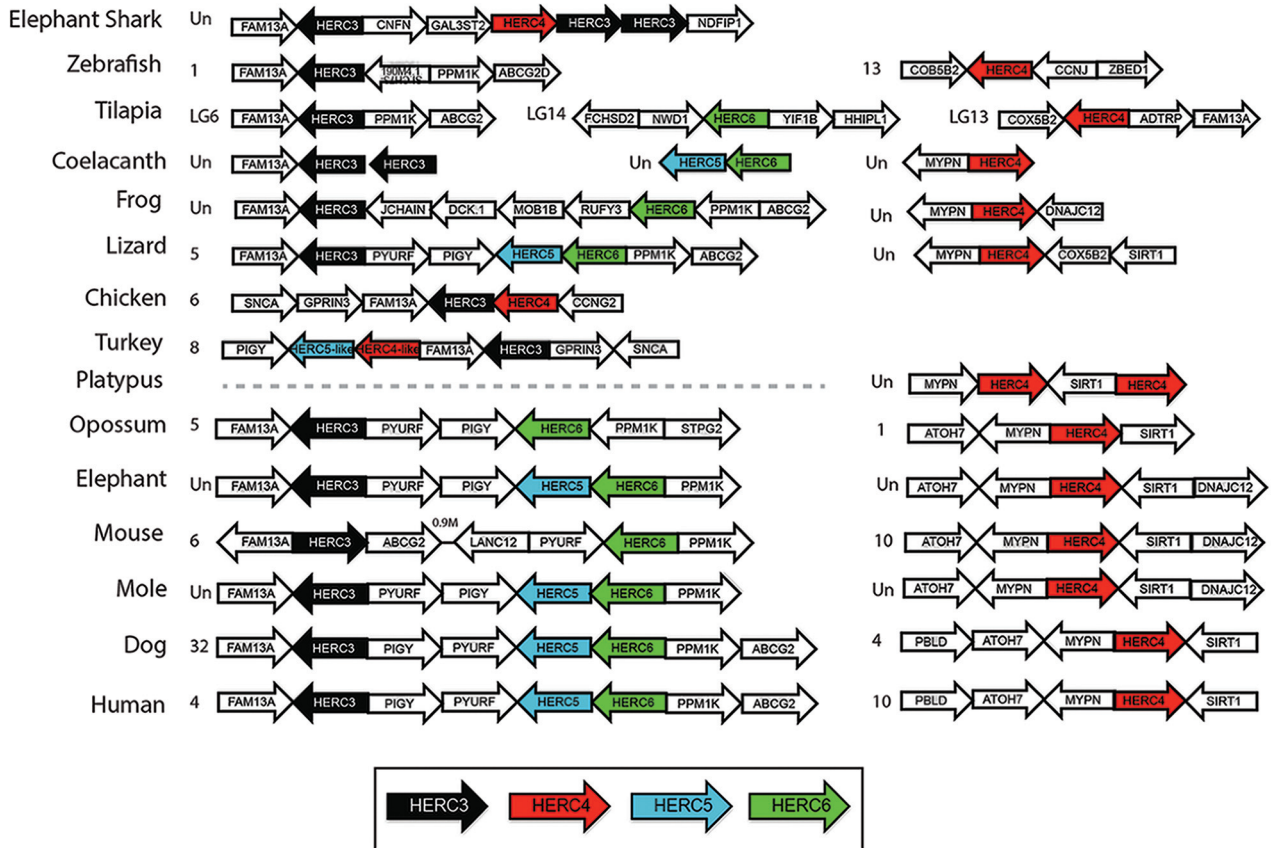 Elephant Shark Un FAM13A HERC3 CNFN GAL3ST2 HERC4 HERC3 HERC3 NDFIP1
Zebrafish 1 FAM13A HERC3 PPM1K ABCG2D 13 COB5B2 HERC4 CCNJ ZBED1
Tilapia LG6 FAM13A HERC3 PPM1K ABCG2 LG14 FCHSD2 NWD1 HERC6 YIF1B HHIPL1 LG13 COX5B2 HERC4 ADTRP FAM13A
Coelacanth Un FAM13A HERC3 HERC3 Un HERC5 HERC6 Un MYPN HERC4
Frog Un FAM13A HERC3 JCHAIN DCK.1 MOB1B RUFY3 HERC6 PPM1K ABCG2 Un MYPN HERC4 DNAJC12
Lizard 5 FAM13A HERC3 PYURF PIGY HERC5 HERC6 PPM1K ABCG2 Un MYPN HERC4 COX5B2 SIRT1
Chicken 6 SNCA GPRIN3 FAM13A HERC3 HERC4 CCNG2
Turkey 8 PIGY HERC5-like HERC4-like FAM13A HERC3 GPRIN3 SNCA
Platypus Un MYPN HERC4 SIRT1 HERC4
Opossum 5 FAM13A HERC3 PYURF PIGY HERC6 PPM1K STPG2 1 ATOH7 MYPN HERC4 SIRT1
Elephant Un FAM13A HERC3 PYURF PIGY HERC5 HERC6 PPM1K Un ATOH7 MYPN HERC4 SIRT1 DNAJC12
Mouse 6 FAM13A HERC3 ABCG2 0.9M LANC12 PYURF HERC6 PPM1K 10 ATOH7 MYPN HERC4 SIRT1 DNAJC12
Mole Un FAM13A HERC3 PYURF PIGY HERC5 HERC6 PPM1K Un ATOH7 MYPN HERC4 SIRT1 DNAJC12
Dog 32 FAM13A HERC3 PIGY PYURF HERC5 HERC6 PPM1K ABCG2 4 PBLD ATOH7 MYPN HERC4 SIRT1
Human 4 FAM13A HERC3 PIGY PYURF HERC5 HERC6 PPM1K ABCG2 10 PBLD ATOH7 MYPN HERC4 SIRT1
HERC3 HERC4 HERC5 HERC6